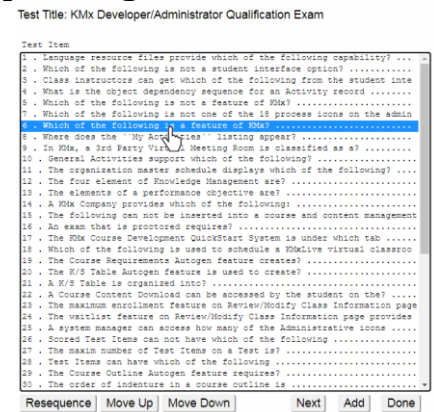 Test Title: KMx Developer/Administrator Qualification Exam
Test Item
1 . Language resource files provide which of the following capability? ...
2 . Which of the following is not a student interface option? ............
3 . Class instructors can get which of the following from the student inte
4 . What is the object dependency sequence for an Activity record ........
5 . Which of the following is not a feature of KMx? ......................
6 . Which of the following is not one of the 18 process icons on the admin
Which of the following is a feature of KMx? ..........................
8 . Where does the ''My Activities'' listing appear? .....................
9 . In KMx, a 3rd Party Virtual Meeting Room is classified as a? .........
10 . General Activities support which of the following? ..................
11 . The organization master schedule displays which of the following? ...
12 . The four element of Knowledge Management are? .......................
13 . The elements of a performance objective are? ........................
14 . A KMx Company provides which of the following: ......................
15 . The following can not be inserted into a course and content management
16 . An exam that is proctored requires? .................................
17 . The KMx Course Development QuickStart System is under which tab ......
18 . Which of the following is used to schedule a KMxLive virtual classroo
19 . The Course Requirements Autogen feature creates? ....................
20 . The K/S Table Autogen feature is used to create? ....................
21 . A K/S Table is organized into? ......................................
22 . A Course Content Download can be accessed by the student on the? .....
23 . The maximum enrollment feature on Review/Modify Class Information page
24 . The waitlist feature on Review/Modify Class Information page provides
25 . A system manager can access how many of the Administrative icons .....
26 . Scored Test Items can not have which of the following ...............
27 . The maxim number of Test Items on a Test is? ........................
28 . Test Items can have which of the following ..........................
29 . The Course Outline Autogen feature requires? ........................
30 . The order of indenture in a course outline is .......................
Resequence Move Up Move Down Next Add Done